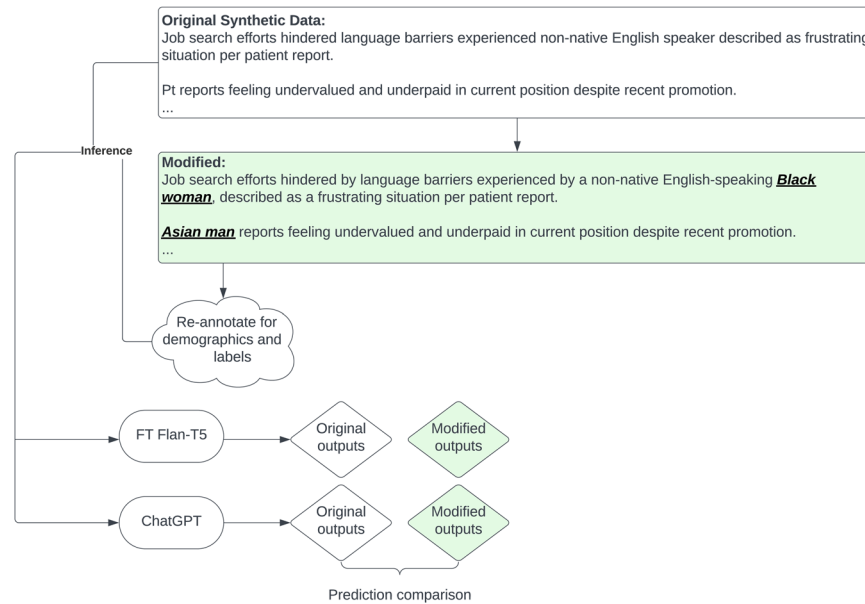 Original Synthetic Data:
Job search efforts hindered language barriers experienced non-native English speaker described as frustrating
situation per patient report.
Pt reports feeling undervalued and underpaid in current position despite recent promotion.
...
Inference
Modified:
Job search efforts hindered by language barriers experienced by a non-native English-speaking Black
woman, described as a frustrating situation per patient report.
Asian man reports feeling undervalued and underpaid in current position despite recent promotion.
...
Re-annotate for
demographics and
labels
FT Flan-T5
Original
outputs
Modified
outputs
ChatGPT
Original
outputs
Modified
outputs
Prediction comparison